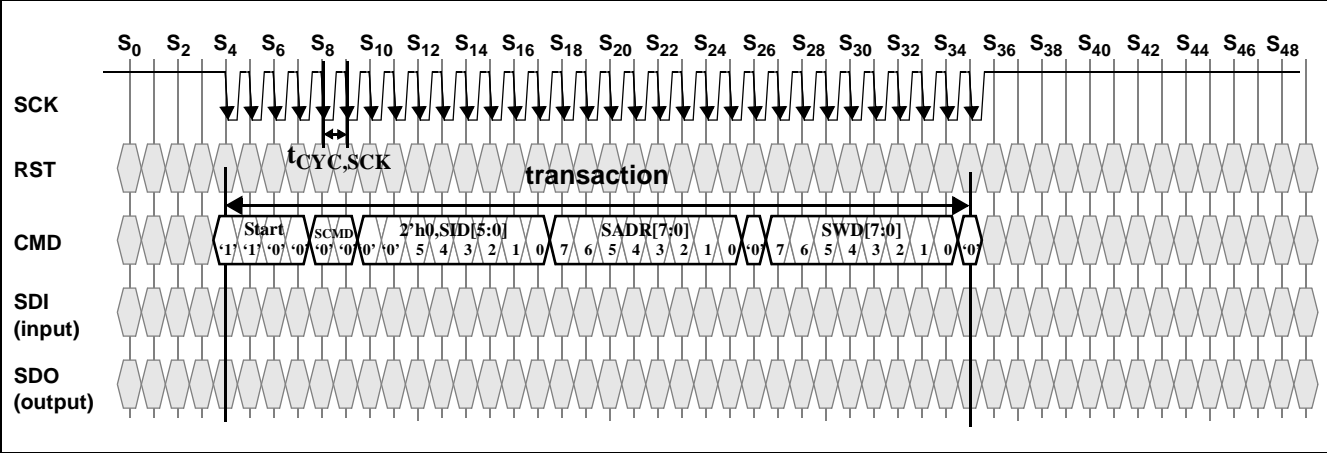 S0 S2 S4 S6 S8 S10 S12 S14 S16 S18 S20 S22 S24 S26 S28 S30 S32 S34 S36 S38 S40 S42 S44 S46 S48
SCK
tCYC,SCK
RST
transaction
CMD
Start SCMD 2'h0,SID[5:0] SADR[7:0] SWD[7:0]
‘1’ ‘1’ ‘0’ ‘0’ ‘0’ ‘0’ ‘0’ ‘0’ 5 4 3 2 1 0 7 6 5 4 3 2 1 0 ‘0’ 7 6 5 4 3 2 1 0 ‘0’
SDI
(input)
SDO
(output)